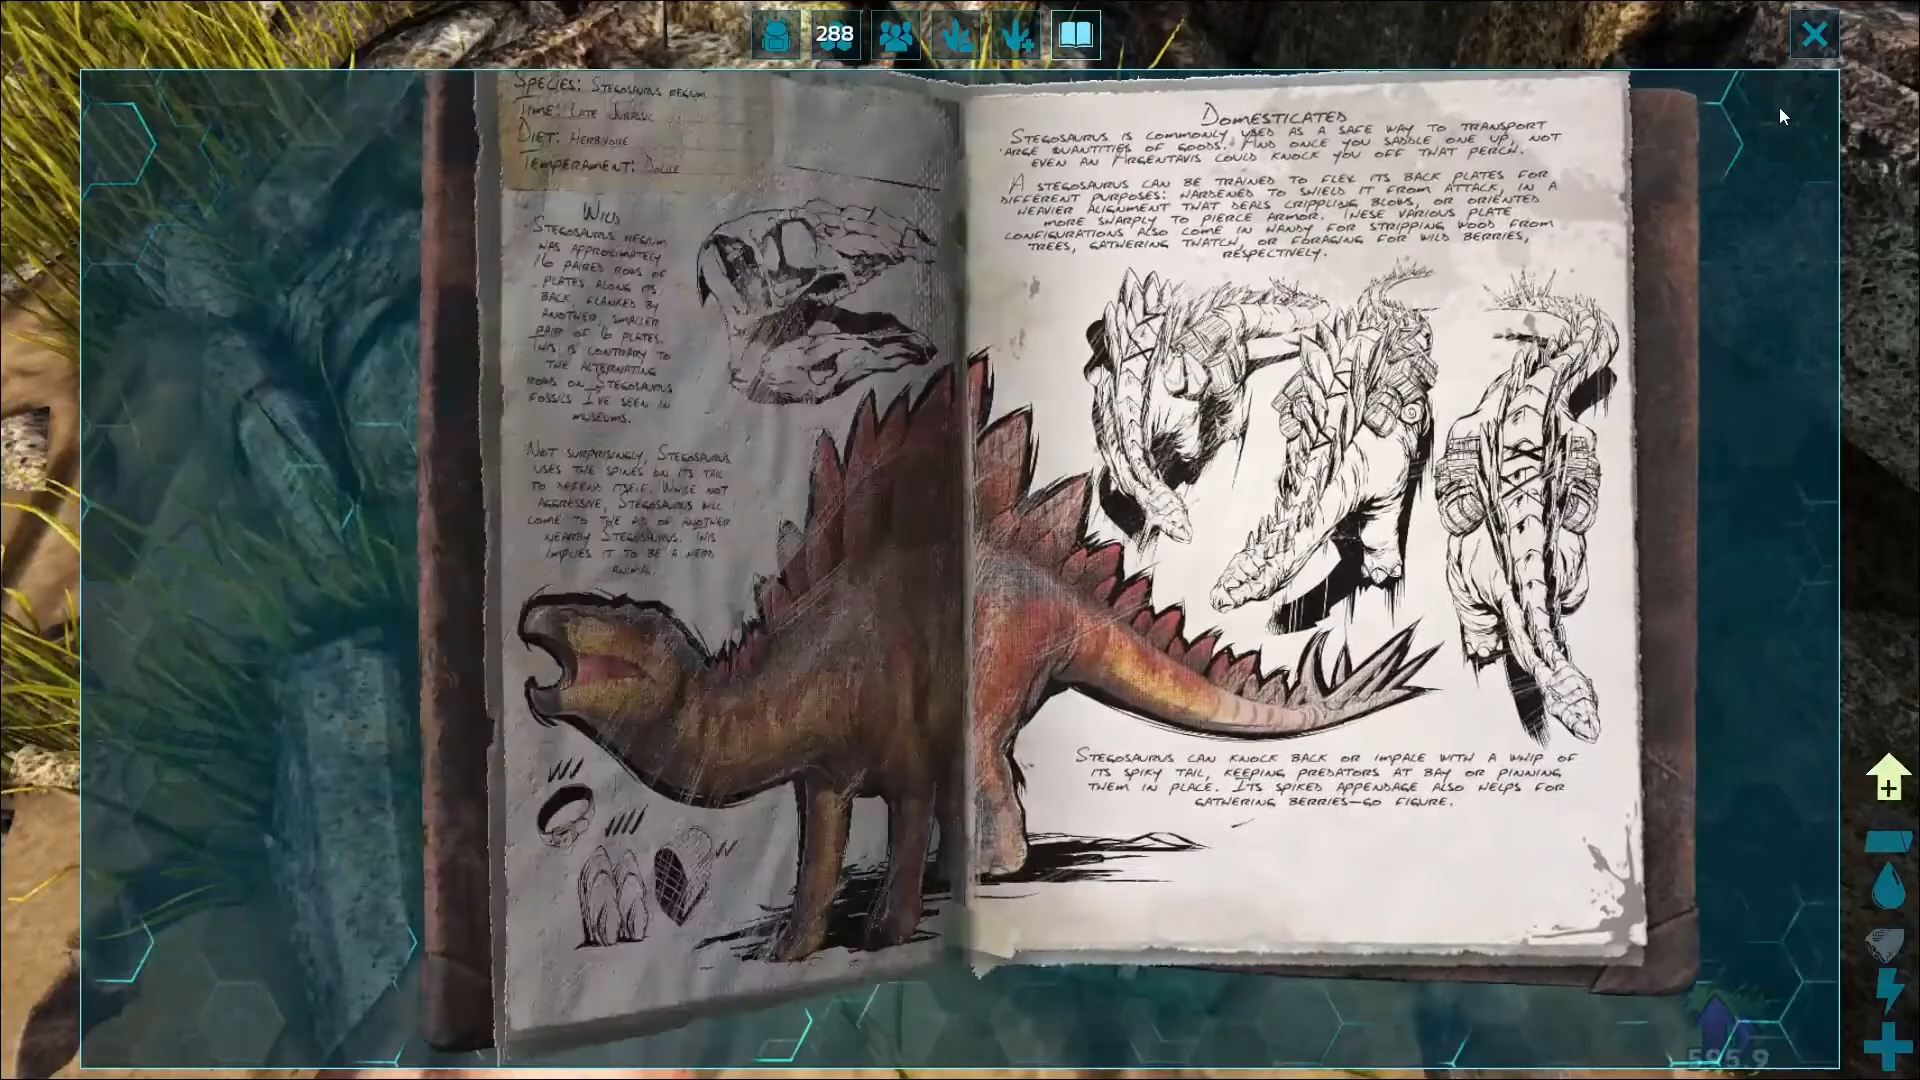 288
Species: Stegosaurus regium
Time: Late Jurassic
Diet: Herbivore
Temperament: Docile
Wild
Stegosaurus regium
has approximately
16 paired rows of
plates along its
back, flanked by
another, smaller
pair of 16 plates.
This is contrary to
the alternating
rows on Stegosaurus
fossils I've seen in
museums.
Not surprisingly, Stegosaurus
uses the spines on its tail
to defend itself. While not
aggressive, Stegosaurus will
come to the aid of another
nearby Stegosaurus. This
implies it to be a herd
animal.
Domesticated
Stegosaurus is commonly used as a safe way to transport
large quantities of goods. And once you saddle one up, not
even an Argentavis could knock you off that perch.
A stegosaurus can be trained to flex its back plates for
different purposes: hardened to shield it from attack, in a
heavier alignment that deals crippling blows, or oriented
more sharply to pierce armor. These various plate
configurations also come in handy for stripping wood from
trees, gathering thatch, or foraging for wild berries,
respectively.
Stegosaurus can knock back or impale with a whip of
its spiky tail, keeping predators at bay or pinning
them in place. Its spiked appendage also helps for
gathering berries—go figure.
595.9